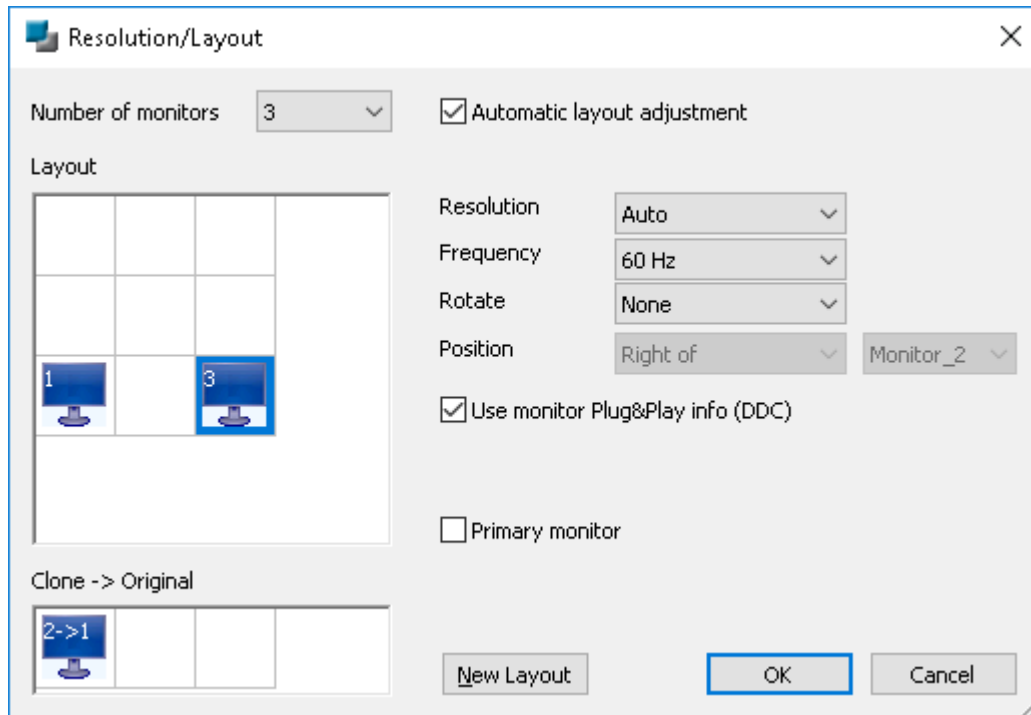 Resolution/Layout
Number of monitors 3
Automatic layout adjustment
Layout
Resolution Auto
Frequency 60 Hz
Rotate None
Position Right of Monitor_2
1
3
Use monitor Plug&Play info (DDC)
Primary monitor
Clone -> Original
2->1
New Layout
OK
Cancel